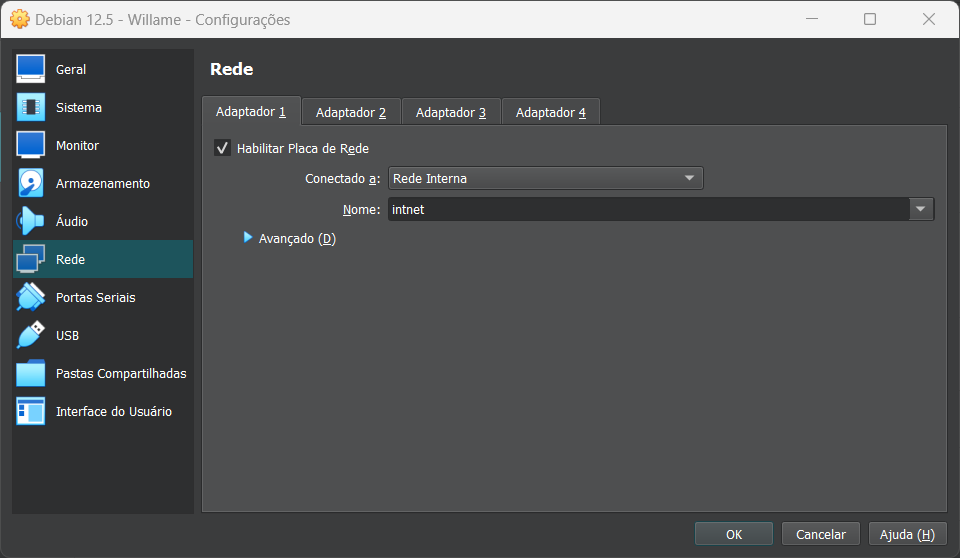 Debian 12.5 - Willame - Configurações
Geral
Sistema
Monitor
Armazenamento
Áudio
Rede
Portas Seriais
USB
Pastas Compartilhadas
Interface do Usuário
Rede
Adaptador 1
Adaptador 2
Adaptador 3
Adaptador 4
Habilitar Placa de Rede
Conectado a: Rede Interna
Nome: intnet
Avançado (D)
OK
Cancelar
Ajuda (H)